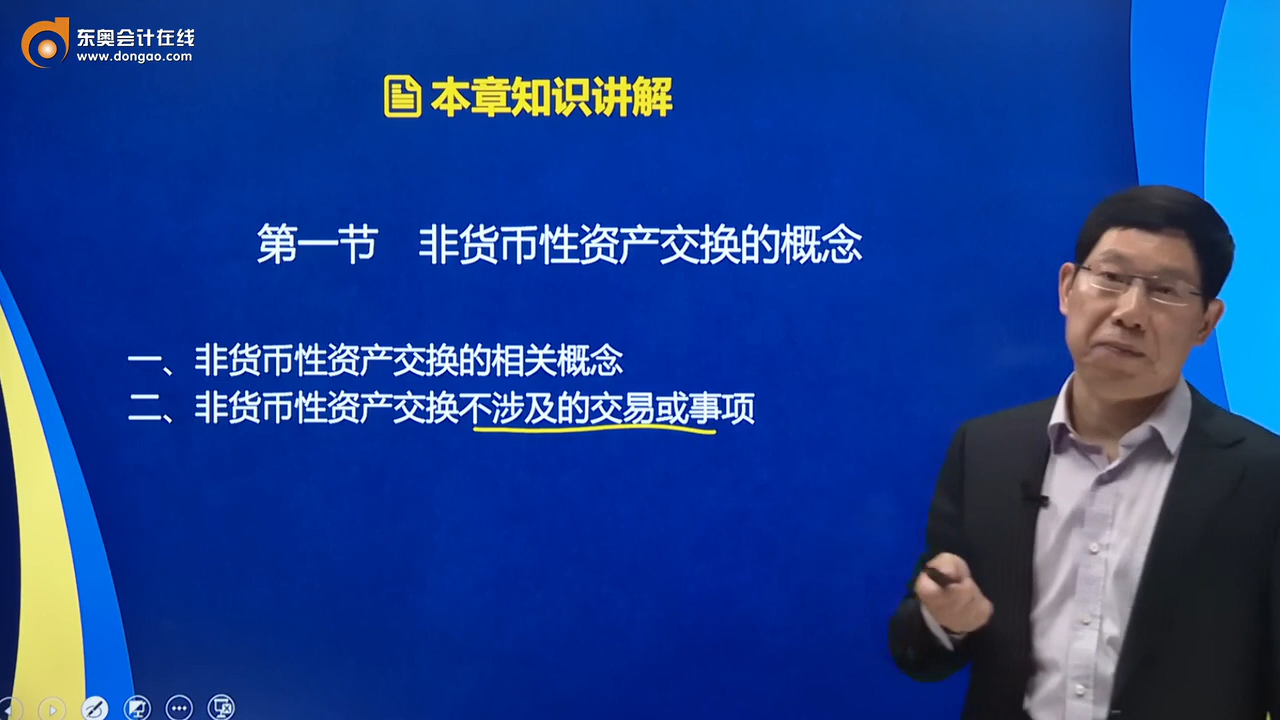 东奥会计在线
www.dongao.com
本章知识讲解
第一节 非货币性资产交换的概念
一、非货币性资产交换的相关概念
二、非货币性资产交换不涉及的交易或事项